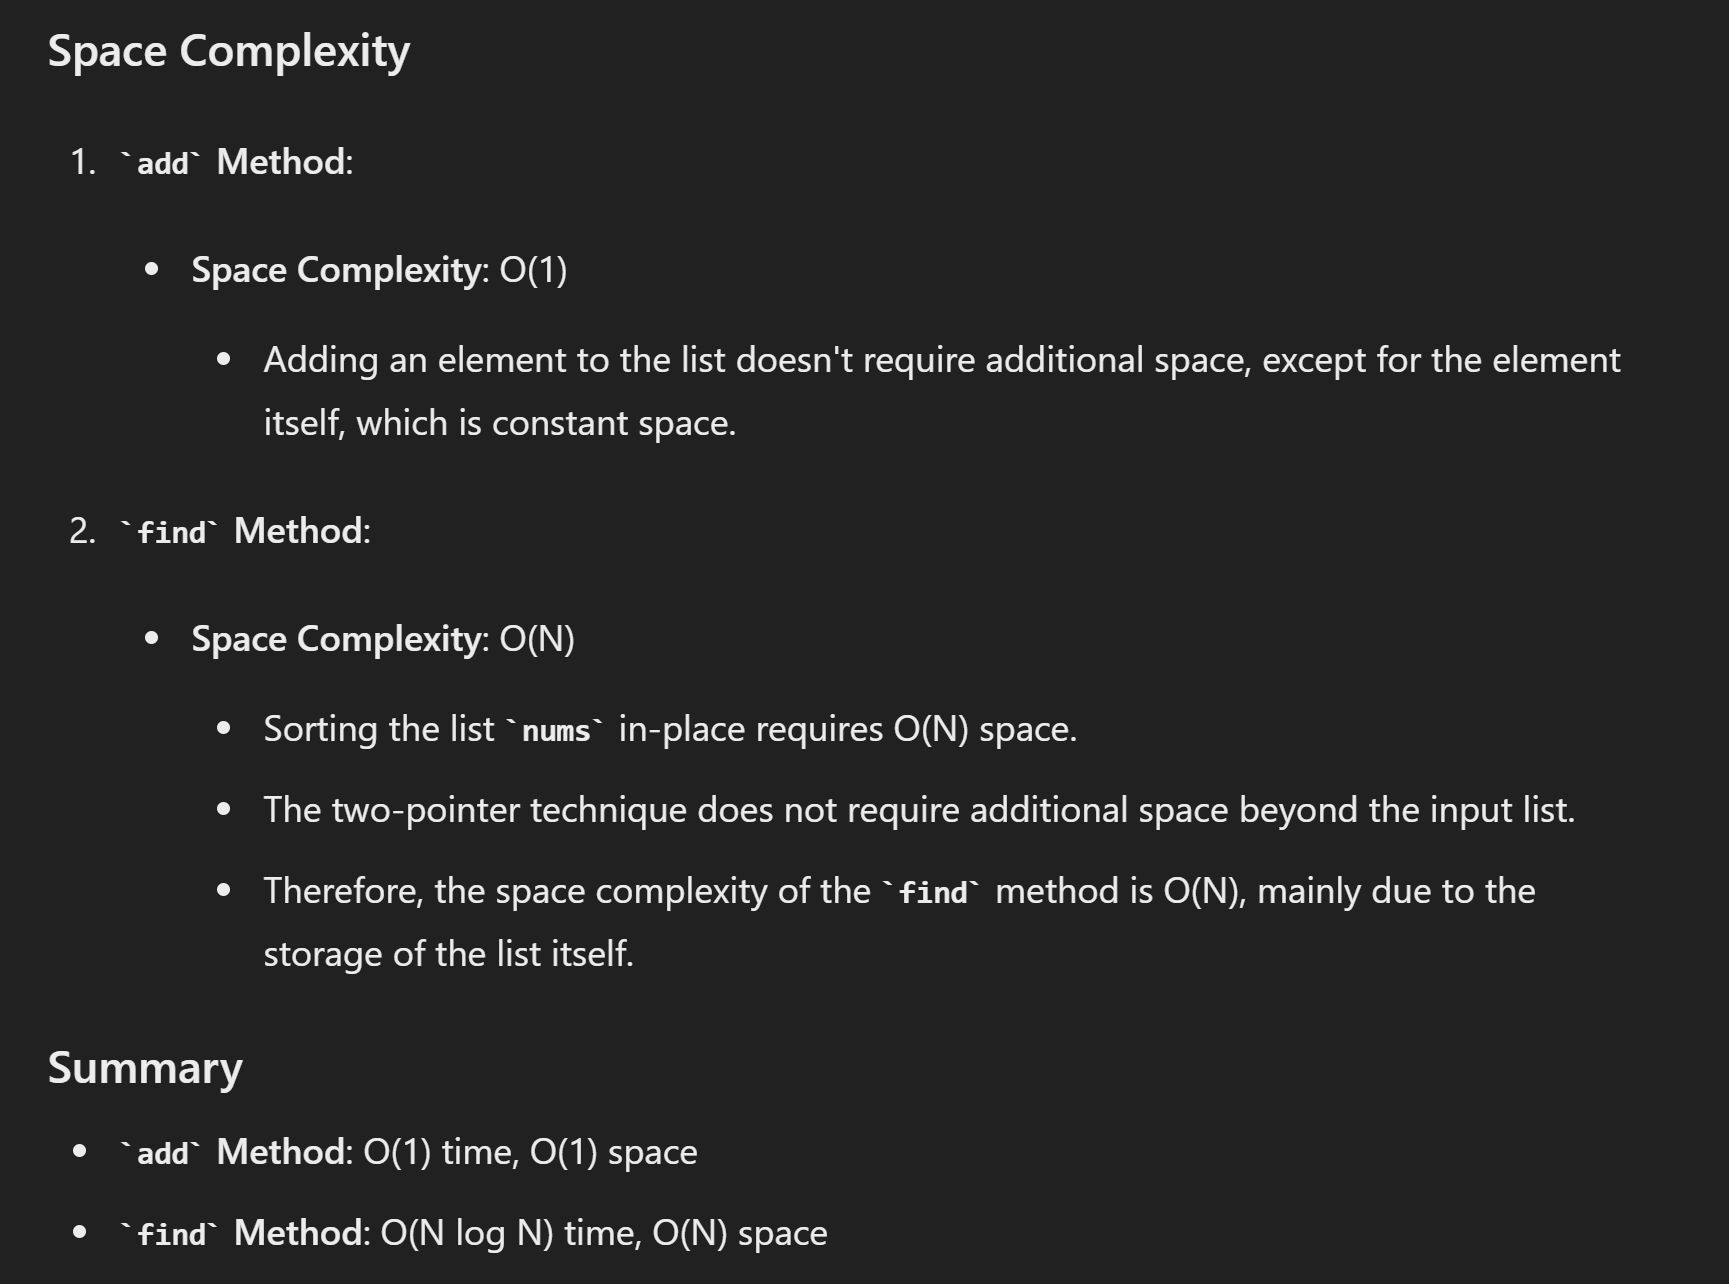 Space Complexity
1. `add` Method:
• Space Complexity: O(1)
• Adding an element to the list doesn't require additional space, except for the element
itself, which is constant space.
2. `find` Method:
• Space Complexity: O(N)
• Sorting the list `nums` in-place requires O(N) space.
• The two-pointer technique does not require additional space beyond the input list.
• Therefore, the space complexity of the `find` method is O(N), mainly due to the
storage of the list itself.
Summary
• `add` Method: O(1) time, O(1) space
• `find` Method: O(N log N) time, O(N) space